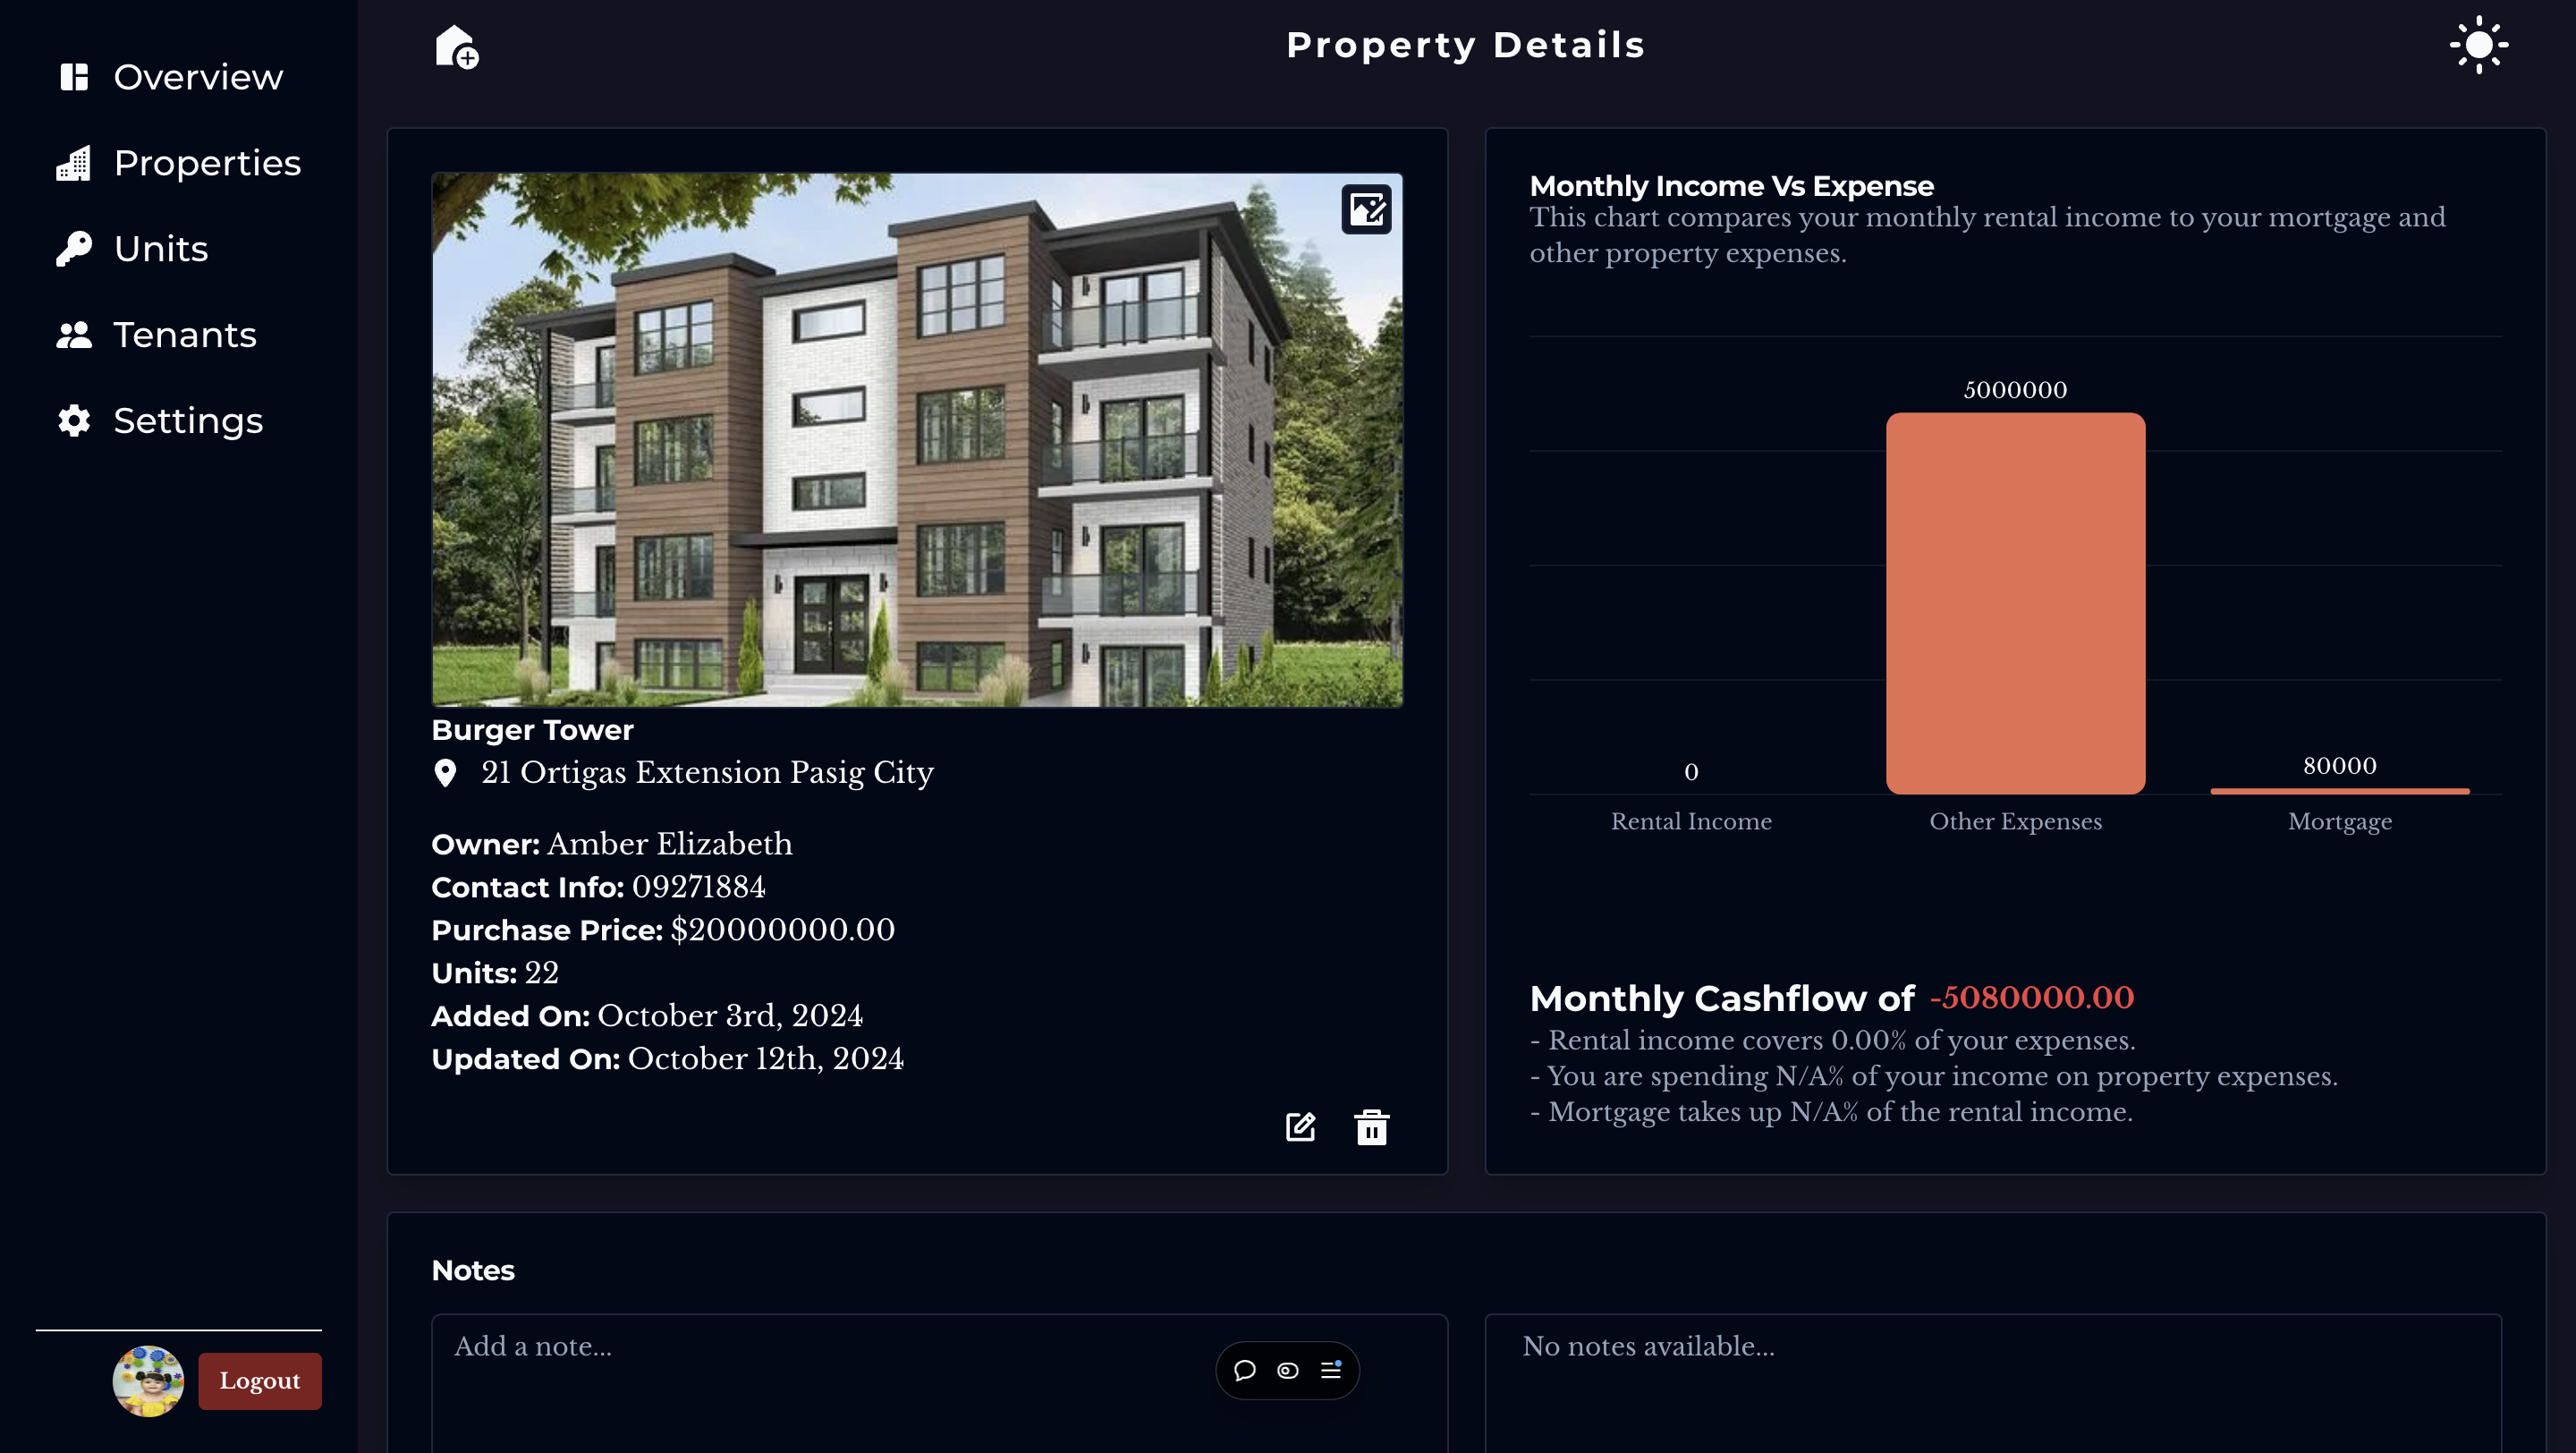 Overview
Properties
Units
Tenants
Settings
Logout
Property Details
Burger Tower
21 Ortigas Extension Pasig City
Owner: Amber Elizabeth
Contact Info: 09271884
Purchase Price: $20000000.00
Units: 22
Added On: October 3rd, 2024
Updated On: October 12th, 2024
Monthly Income Vs Expense
This chart compares your monthly rental income to your mortgage and
other property expenses.
5000000
0
80000
Rental Income
Other Expenses
Mortgage
Monthly Cashflow of -5080000.00
- Rental income covers 0.00% of your expenses.
- You are spending N/A% of your income on property expenses.
- Mortgage takes up N/A% of the rental income.
Notes
Add a note...
No notes available...